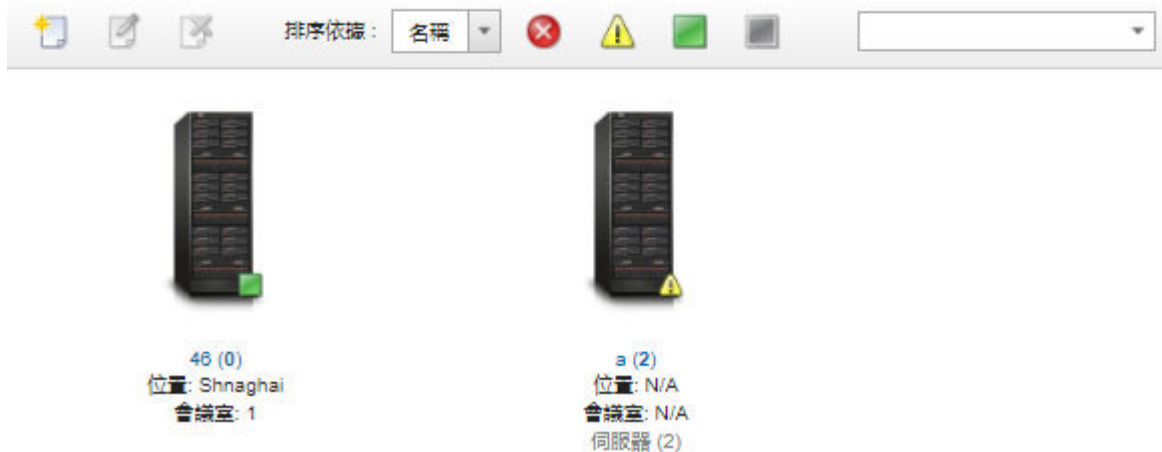 排序依據： 名稱
46 (0)
位置: Shnaghai
會議室: 1
a (2)
位置: N/A
會議室: N/A
伺服器 (2)